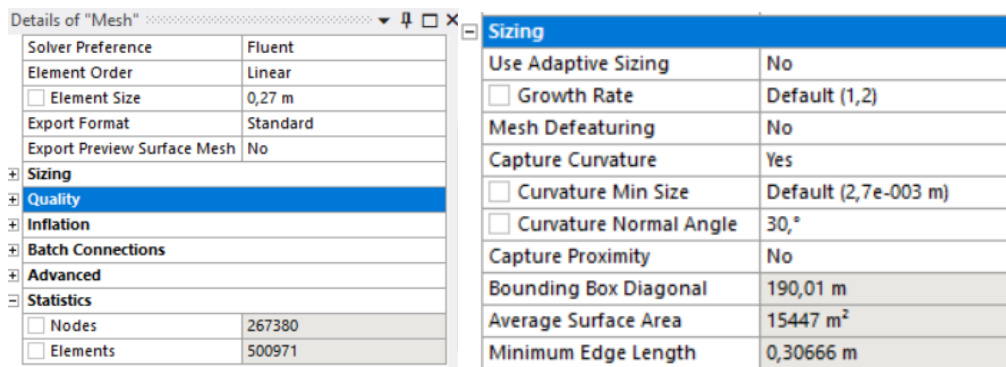 Details of "Mesh"
Solver Preference Fluent
Element Order Linear
Element Size 0,27 m
Export Format Standard
Export Preview Surface Mesh No
Sizing
Quality
Inflation
Batch Connections
Advanced
Statistics
Nodes 267380
Elements 500971
Sizing
Use Adaptive Sizing No
Growth Rate Default (1,2)
Mesh Defeaturing No
Capture Curvature Yes
Curvature Min Size Default (2,7e-003 m)
Curvature Normal Angle 30,°
Capture Proximity No
Bounding Box Diagonal 190,01 m
Average Surface Area 15447 m²
Minimum Edge Length 0,30666 m